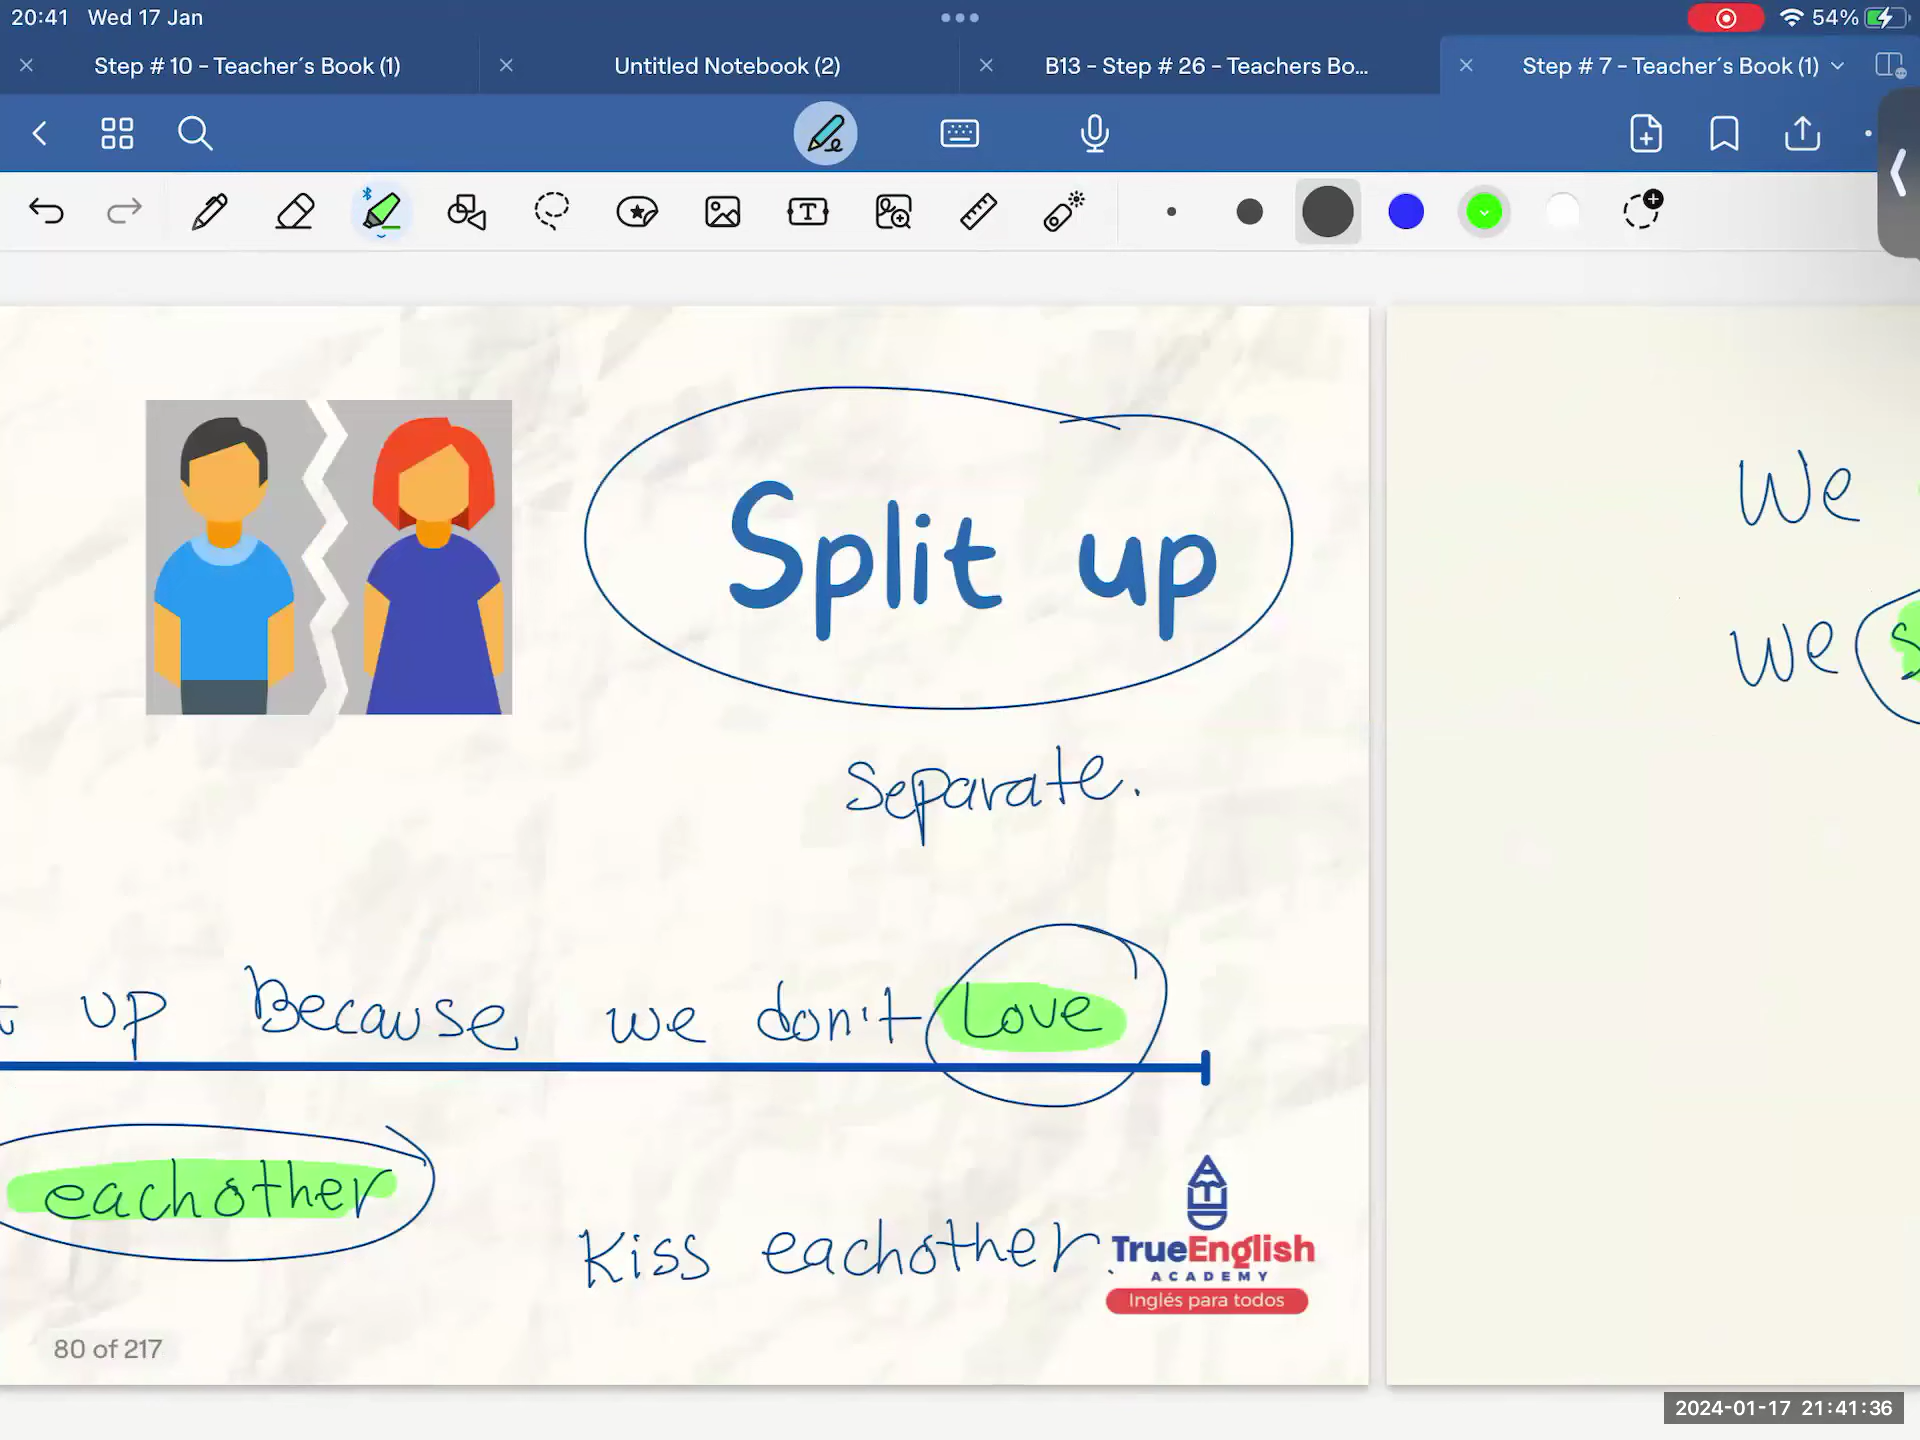 20:41 Wed 17 Jan
54%
Step # 10 - Teacher´s Book (1)
Untitled Notebook (2)
B13 - Step # 26 - Teachers Bo...
Step # 7 - Teacher´s Book (1)
Split up
Separate.
We
We S
up Because we don't Love
eachother
Kiss eachother.
TrueEnglish
ACADEMY
Inglés para todos
80 of 217
2024-01-17 21:41:36